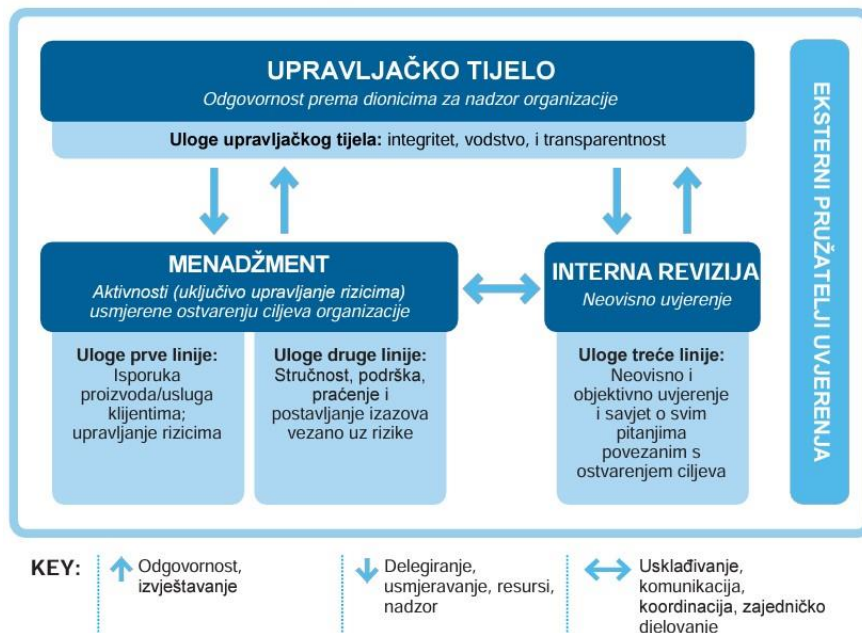 UPRAVLJAČKO TIJELO
Odgovornost prema dionicima za nadzor organizacije
Uloge upravljačkog tijela: integritet, vodstvo, i transparentnost
MENADŽMENT
Aktivnosti (uključivo upravljanje rizicima)
usmjerene ostvarenju ciljeva organizacije
Uloge prve linije:
Isporuka
proizvoda/usluga
klijentima;
upravljanje rizicima
Uloge druge linije:
Stručnost, podrška,
praćenje i
postavljanje izazova
vezano uz rizike
INTERNA REVIZIJA
Neovisno uvjerenje
Uloge treće linije:
Neovisno i
objektivno uvjerenje
i savjet o svim
pitanjima
povezanim s
ostvarenjem ciljeva
EKSTERNI PRUŽATELJI UVJERENJA
KEY:
Odgovornost,
izvještavanje
Delegiranje,
usmjeravanje, resursi,
nadzor
Usklađivanje,
komunikacija,
koordinacija, zajedničko
djelovanje